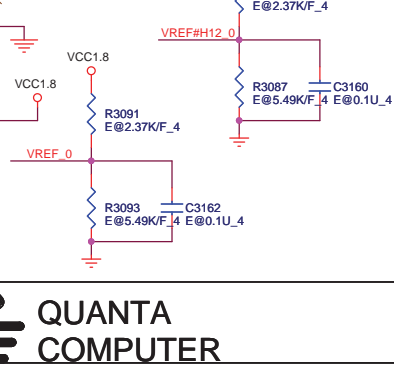 E@2.37K/F_4
VREF#H12_0
VCC1.8
VCC1.8
R3087
E@5.49K/F_4
C3160
E@0.1U_4
R3091
E@2.37K/F_4
VREF_0
R3093
E@5.49K/F_4
C3162
E@0.1U_4
QUANTA
COMPUTER